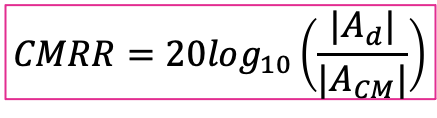 CMRR = 20log₁₀ (|A_d| / |A_CM|)